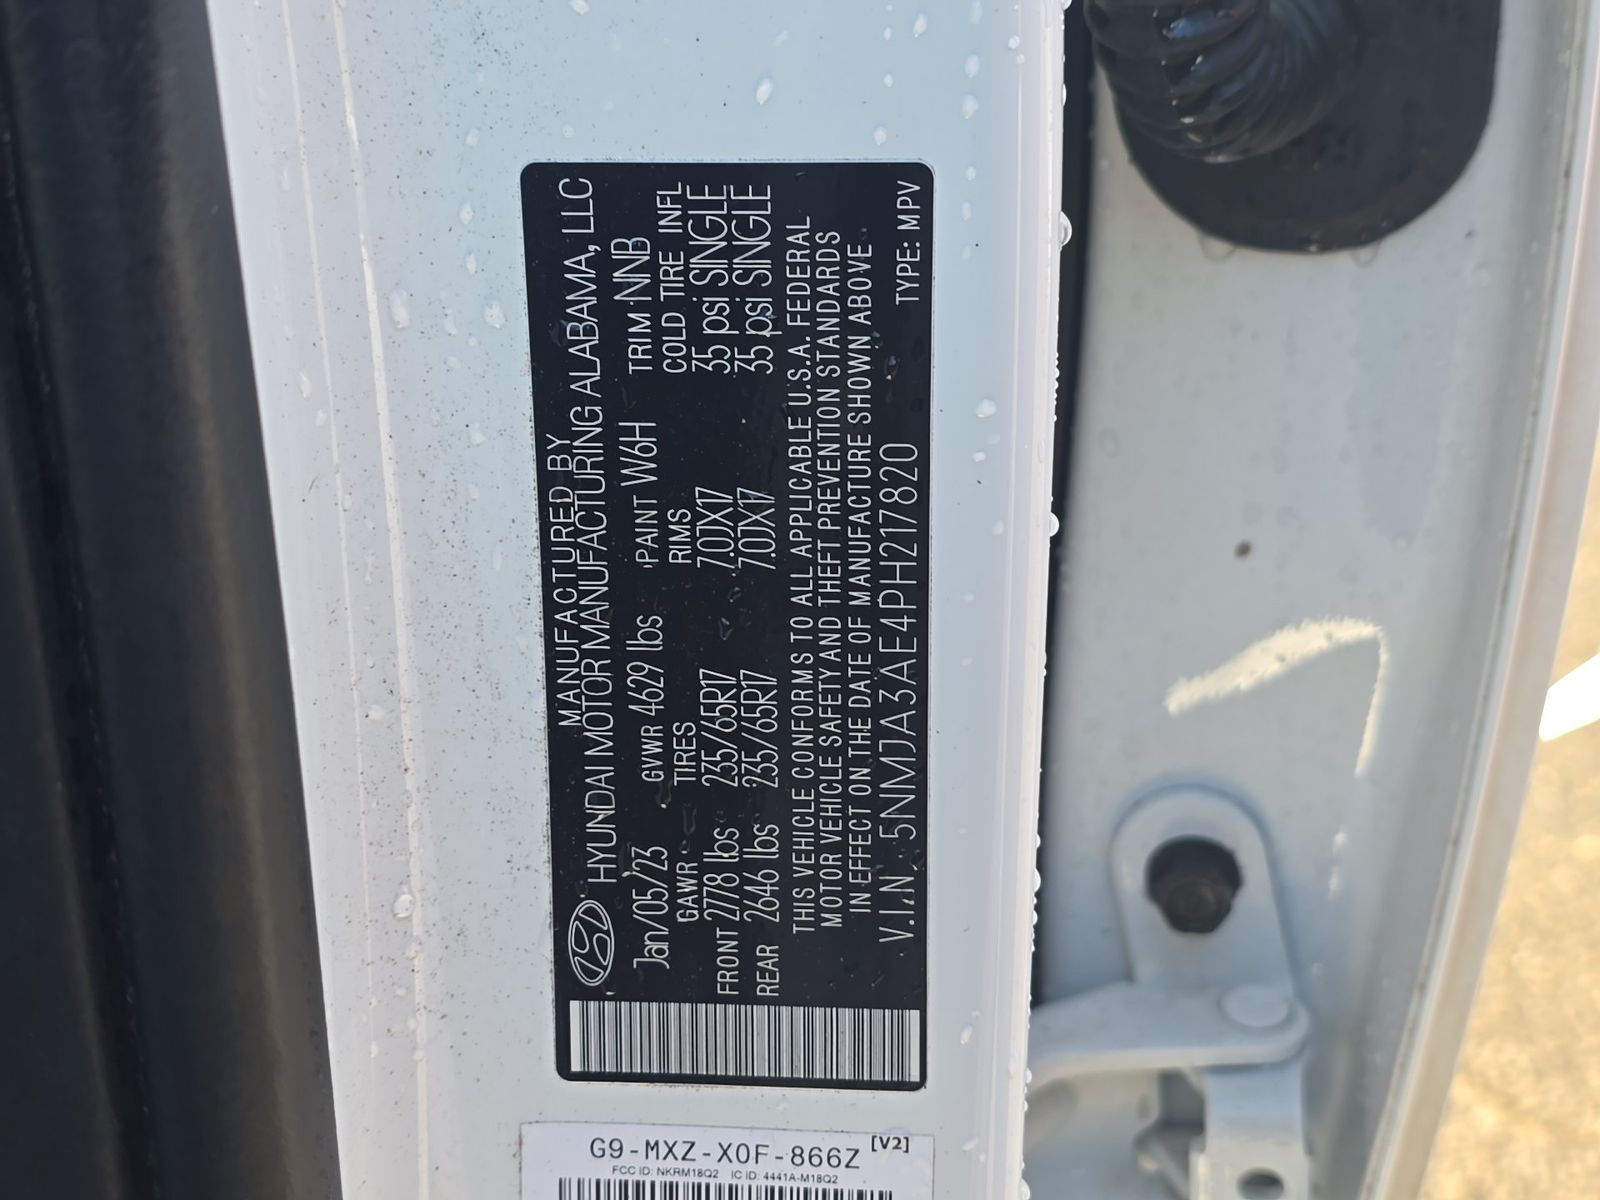 MANUFACTURED BY
HYUNDAI MOTOR MANUFACTURING ALABAMA, LLC
Jan/05/23 GVWR 4629 lbs PAINT W6H TRIM NNB
GAWR TIRES RIMS COLD TIRE INFL
FRONT 2778 lbs 235/65R17 7.0JX17 35 psi SINGLE
REAR 2646 lbs 235/65R17 7.0JX17 35 psi SINGLE
THIS VEHICLE CONFORMS TO ALL APPLICABLE U.S.A. FEDERAL
MOTOR VEHICLE SAFETY AND THEFT PREVENTION STANDARDS
IN EFFECT ON THE DATE OF MANUFACTURE SHOWN ABOVE
V.I.N. 5NMJA3AE4PH217820 TYPE: MPV
G9-MXZ-X0F-866Z [V2]
FCC ID: NKRM18Q2 IC ID: 4441A-M18Q2